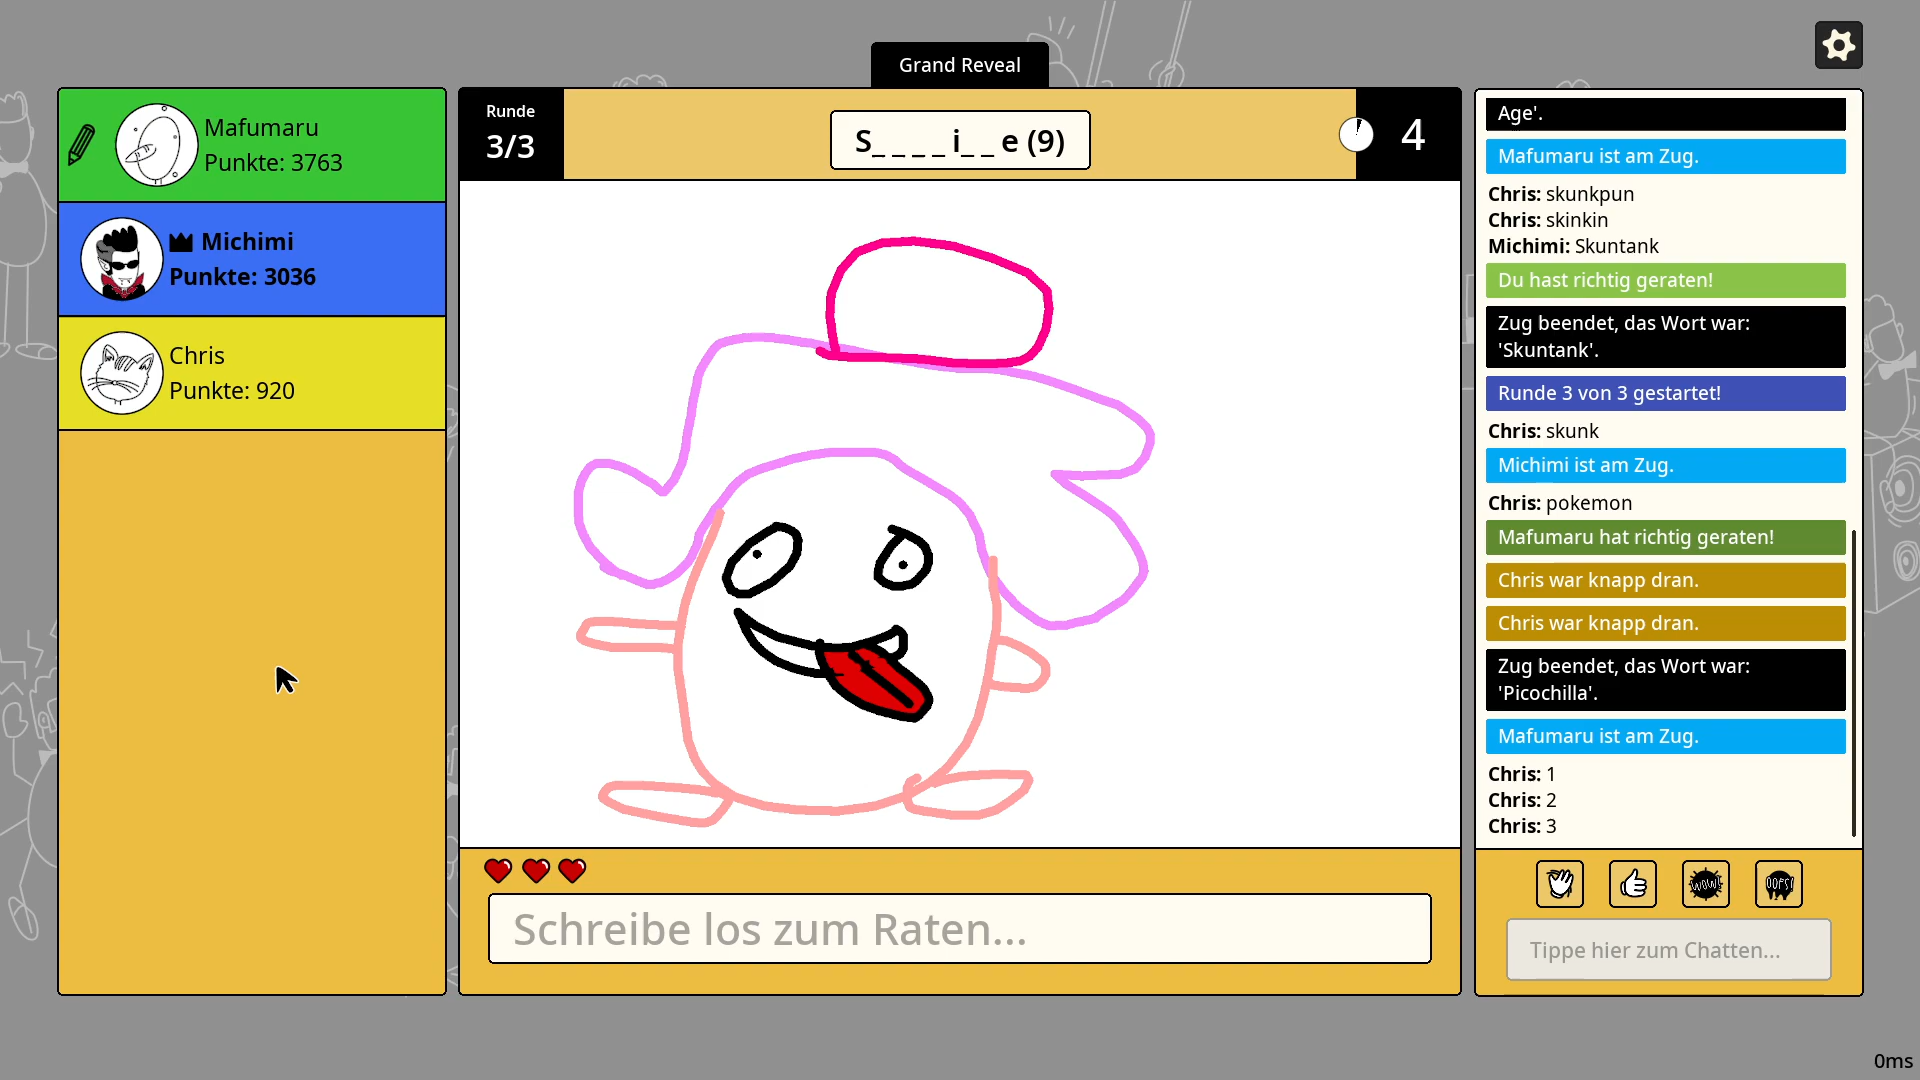 Grand Reveal
Mafumaru
Punkte: 3763
Michimi
Punkte: 3036
Chris
Punkte: 920
Runde
3/3
S_ _ _ _ i_ _ e (9)
4
Age'.
Mafumaru ist am Zug.
Chris: skunkpun
Chris: skinkin
Michimi: Skuntank
Du hast richtig geraten!
Zug beendet, das Wort war:
'Skuntank'.
Runde 3 von 3 gestartet!
Chris: skunk
Michimi ist am Zug.
Chris: pokemon
Mafumaru hat richtig geraten!
Chris war knapp dran.
Chris war knapp dran.
Zug beendet, das Wort war:
'Picochilla'.
Mafumaru ist am Zug.
Chris: 1
Chris: 2
Chris: 3
WOW!
OOPS!
Schreibe los zum Raten...
Tippe hier zum Chatten...
0ms